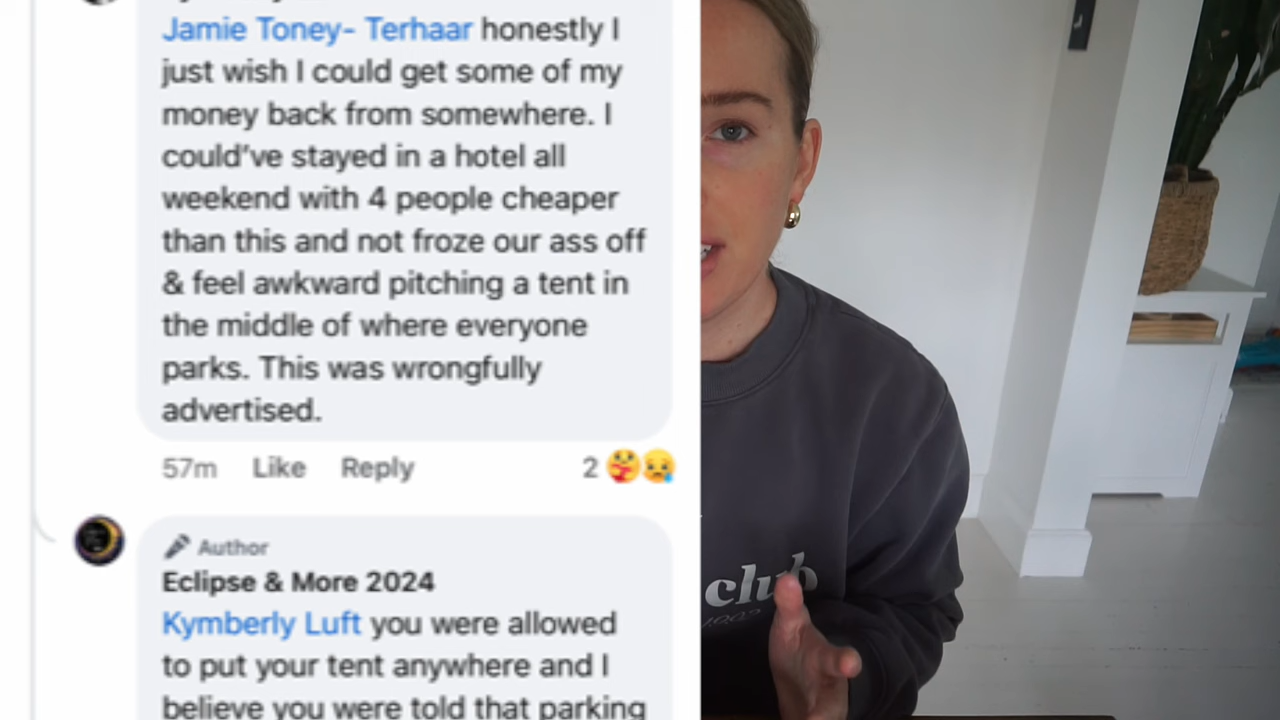 Jamie Toney- Terhaar honestly I
just wish I could get some of my
money back from somewhere. I
could've stayed in a hotel all
weekend with 4 people cheaper
than this and not froze our ass off
& feel awkward pitching a tent in
the middle of where everyone
parks. This was wrongfully
advertised.
57m Like Reply 2
Author
Eclipse & More 2024
Kymberly Luft you were allowed
to put your tent anywhere and I
believe you were told that parking
club